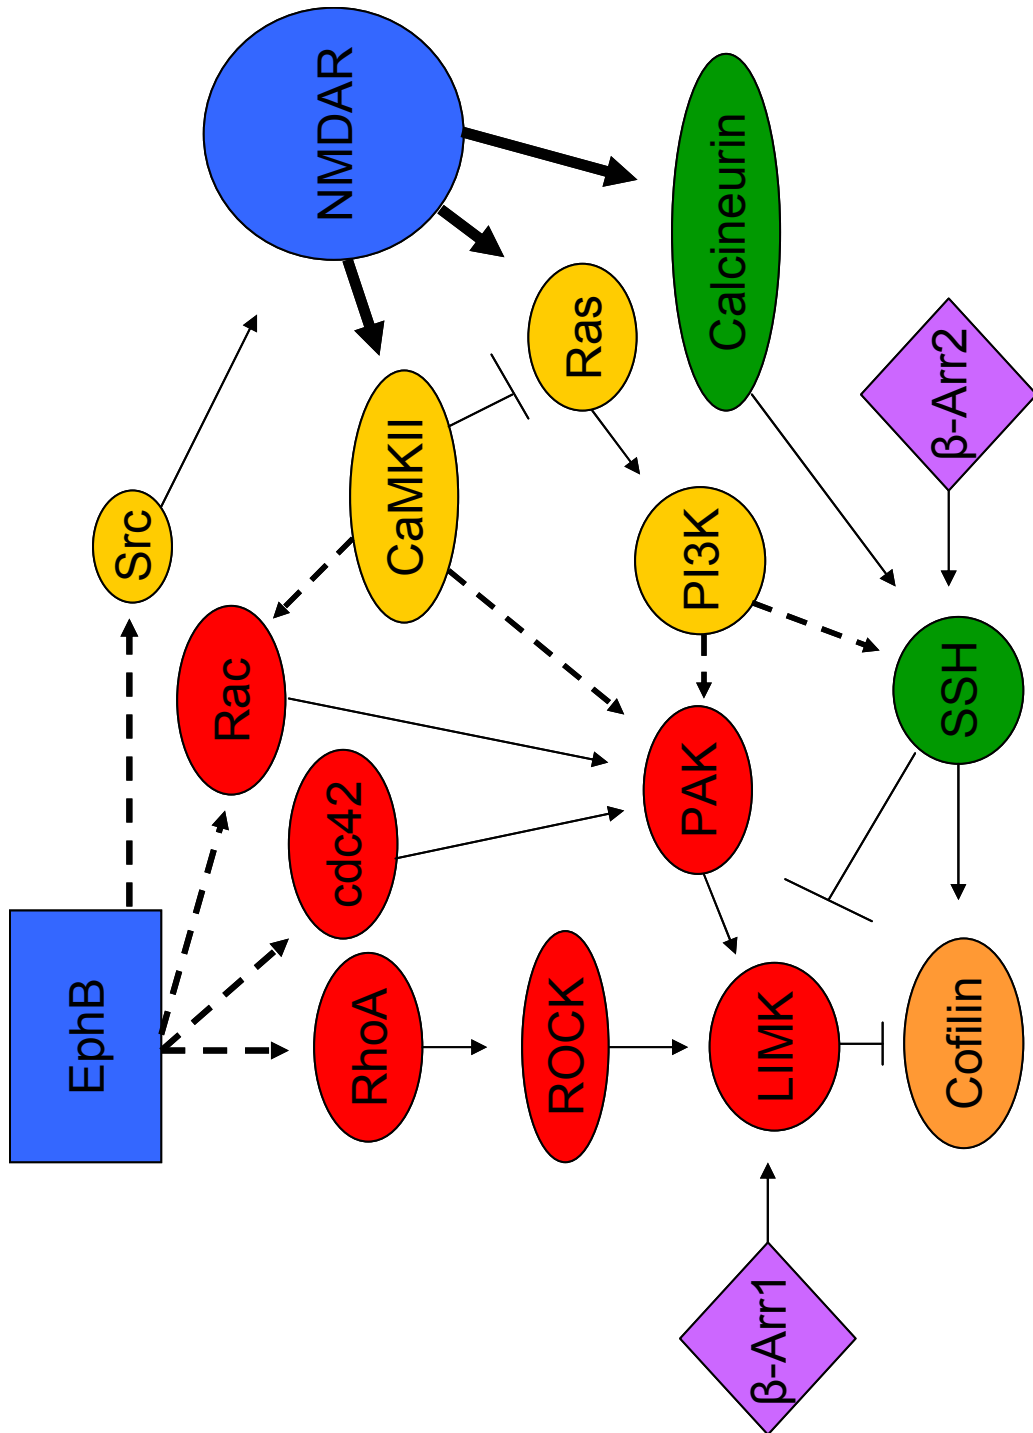 EphB
NMDAR
Src
Rac
CaMKII
cdc42
Ras
Calcineurin
RhoA
PI3K
ROCK
PAK
β-Arr2
LIMK
SSH
Cofilin
β-Arr1